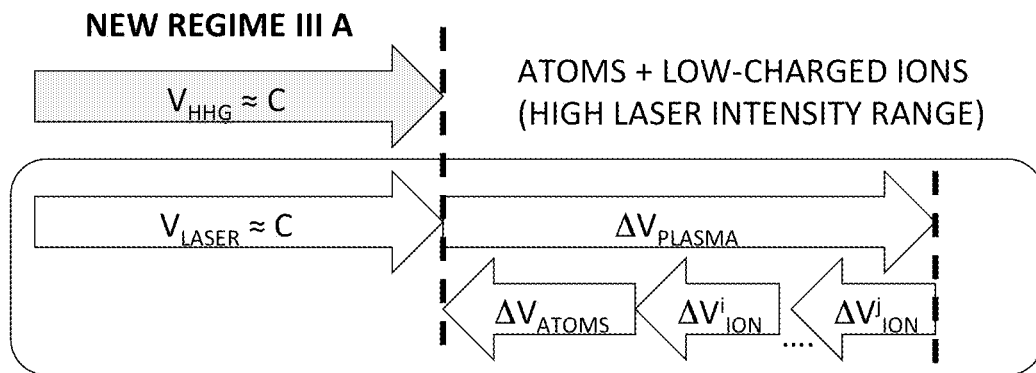 NEW REGIME III A
V_HHG ≈ C
ATOMS + LOW-CHARGED IONS
(HIGH LASER INTENSITY RANGE)
V_LASER ≈ C
ΔV_PLASMA
ΔV_ATOMS
ΔV^i_ION
....
ΔV^j_ION